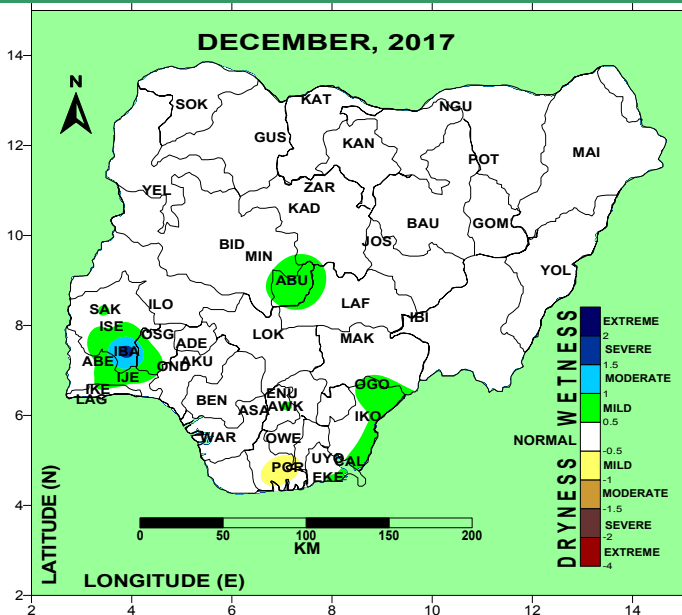 DECEMBER, 2017
N
14
12
10
8
6
4
2
2
4
6
8
10
12
14
LATITUDE (N)
LONGITUDE (E)
SOK
KAT
NGU
GUS
KAN
POT
MAI
YEL
ZAR
KAD
BAU
GOM
BID
MIN
JOS
YOL
ABU
SAK
ILO
LAF
IBI
ISE
OSG
LOK
MAK
IBA
ADE
ABE
OND
AKU
IJE
IKE
LAG
BEN
ENU
AWK
ASA
OGO
IKO
WAR
OWE
UYO
CAL
POR
EKE
0
50
100
150
200
KM
WETNESS
DRYNESS
EXTREME
2
SEVERE
1.5
MODERATE
1
MILD
0.5
NORMAL
-0.5
MILD
-1
MODERATE
-1.5
SEVERE
-2
EXTREME
-4